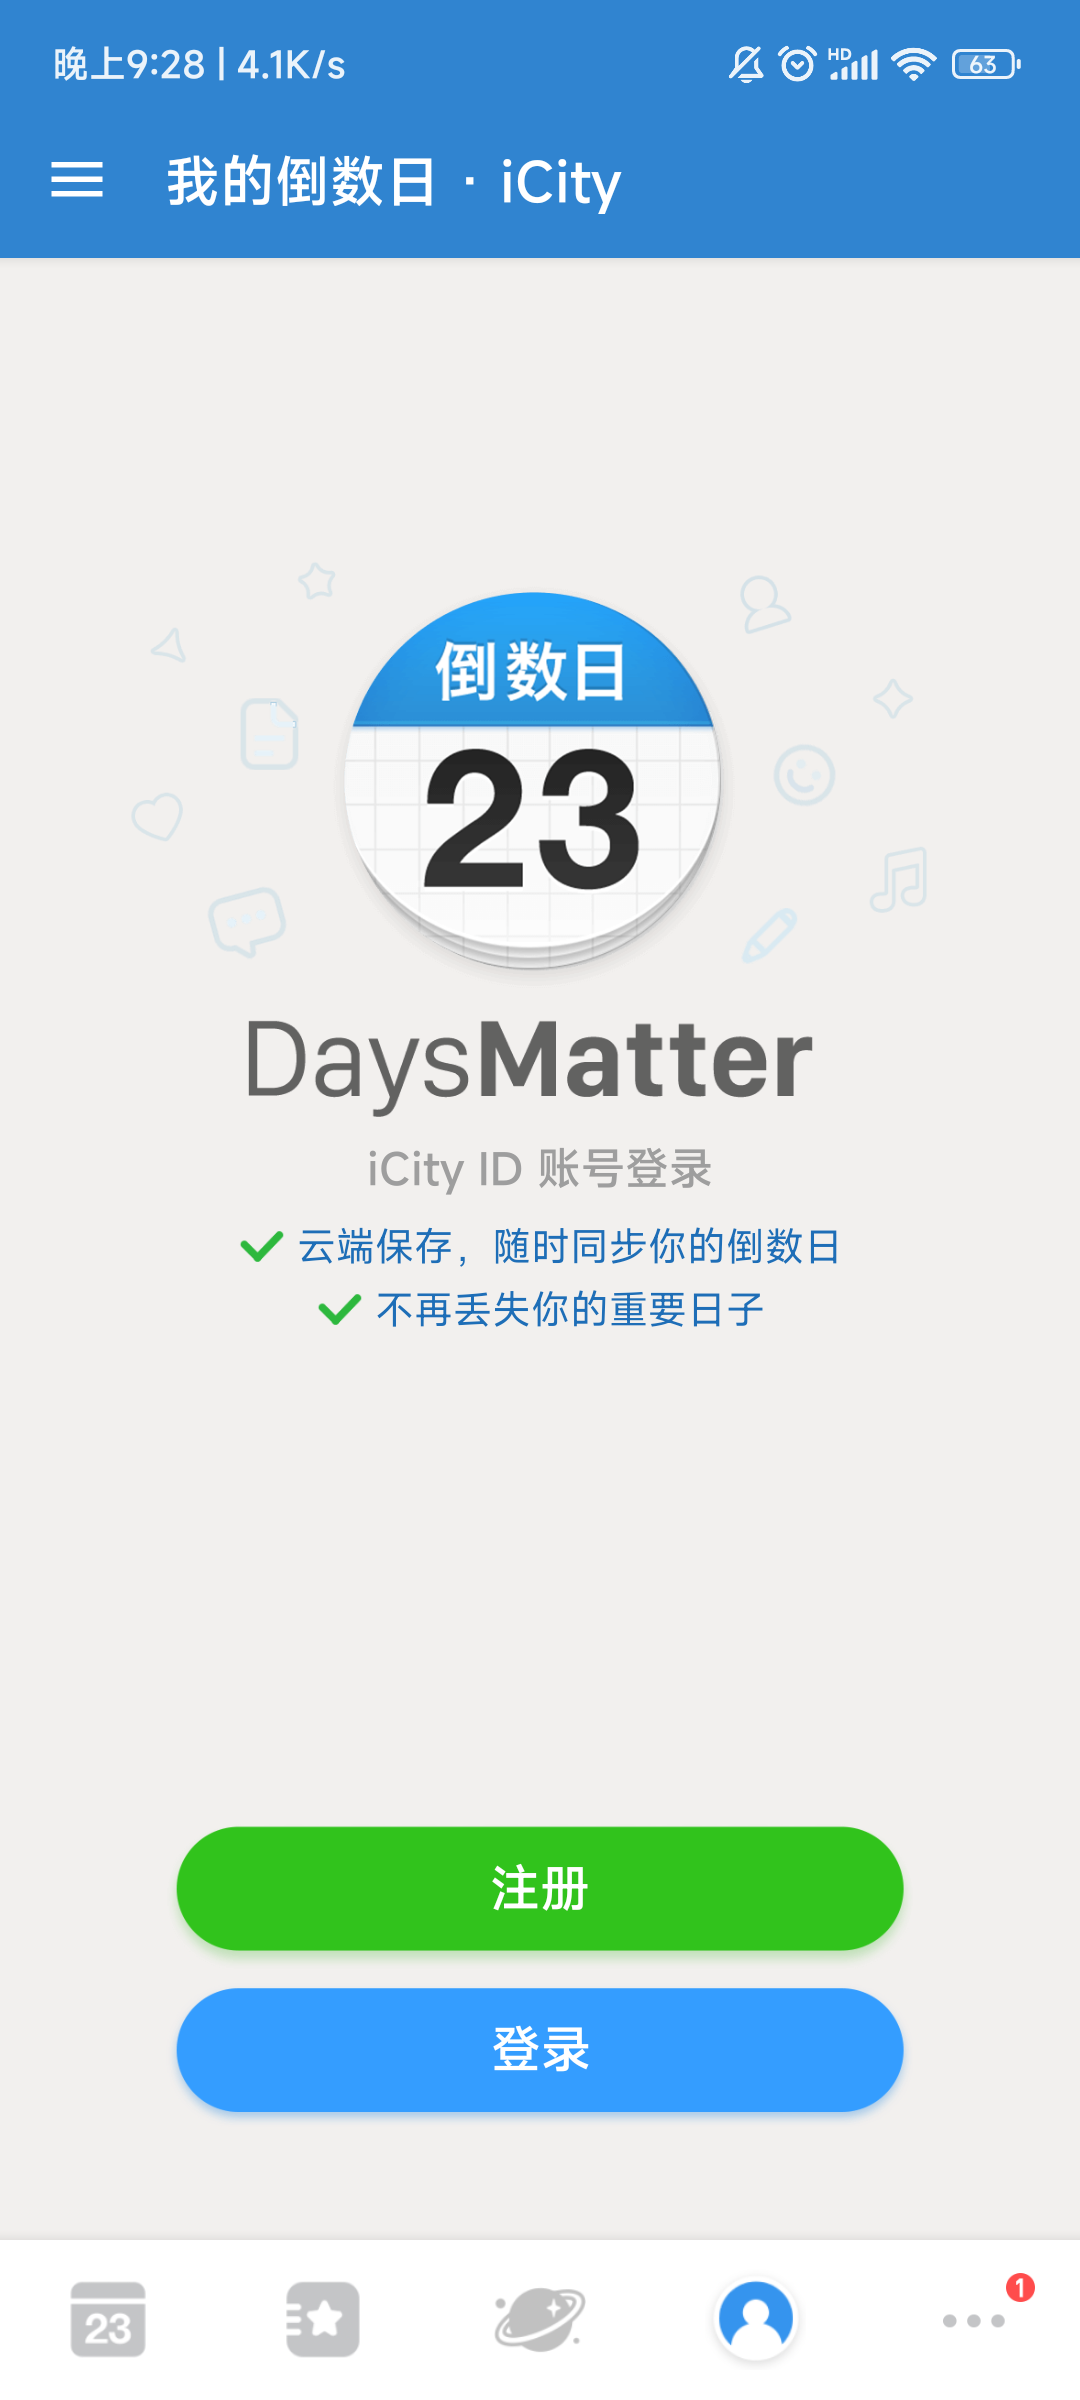 晚上9:28 | 4.1K/s
HD
63
我的倒数日 · iCity
倒数日
23
DaysMatter
iCity ID 账号登录
云端保存，随时同步你的倒数日
不再丢失你的重要日子
注册
登录
23
1